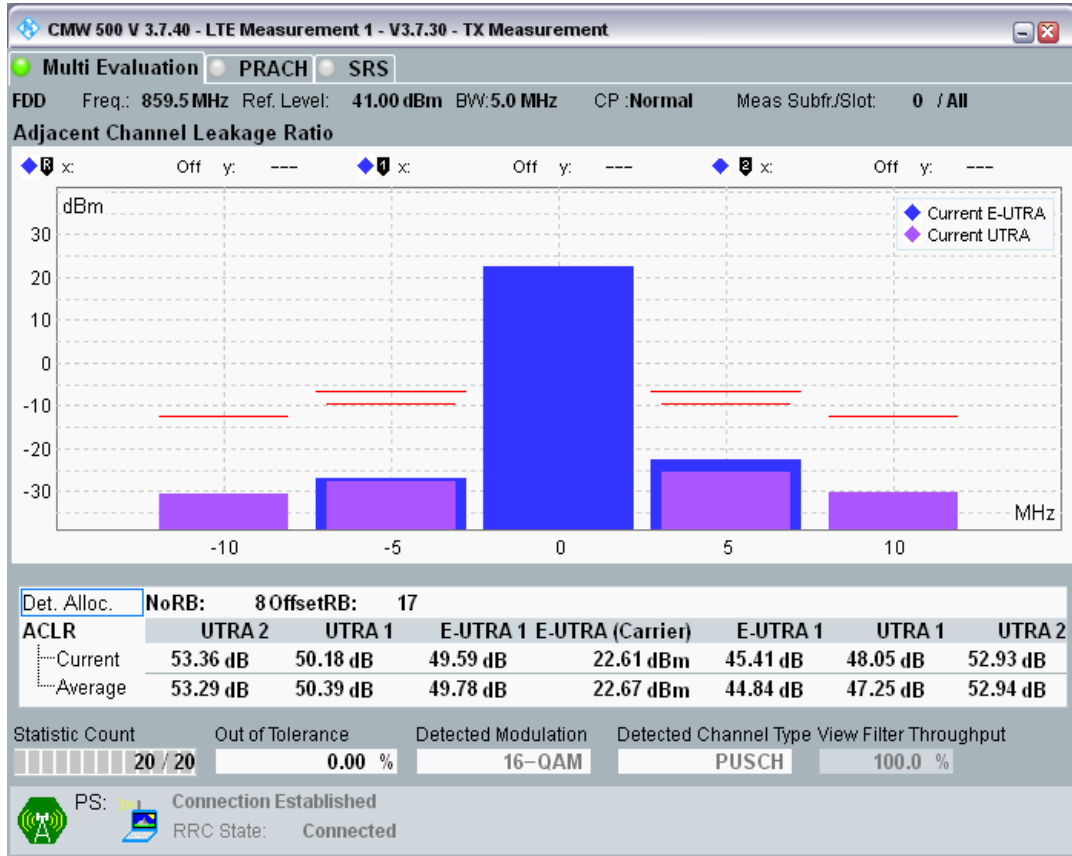 CMW 500 V 3.7.40 - LTE Measurement 1 - V3.7.30 - TX Measurement
Multi Evaluation PRACH SRS
FDD Freq.: 859.5 MHz Ref. Level: 41.00 dBm BW: 5.0 MHz CP : Normal Meas Subfr./Slot: 0 / All
Adjacent Channel Leakage Ratio
R x: Off y: --- 1 x: Off y: --- 2 x: Off y: ---
dBm
Current E-UTRA
Current UTRA
30
20
10
0
-10
-20
-30
MHz
-10 -5 0 5 10
Det. Alloc. NoRB: 8 OffsetRB: 17
ACLR UTRA 2 UTRA 1 E-UTRA 1 E-UTRA (Carrier) E-UTRA 1 UTRA 1 UTRA 2
Current 53.36 dB 50.18 dB 49.59 dB 22.61 dBm 45.41 dB 48.05 dB 52.93 dB
Average 53.29 dB 50.39 dB 49.78 dB 22.67 dBm 44.84 dB 47.25 dB 52.94 dB
Statistic Count Out of Tolerance Detected Modulation Detected Channel Type View Filter Throughput
20 / 20 0.00 % 16-QAM PUSCH 100.0 %
PS: Connection Established
RRC State: Connected